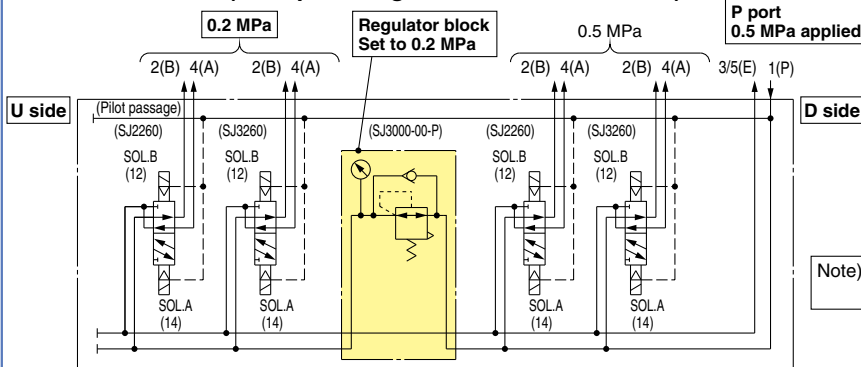 0.2 MPa
Regulator block
Set to 0.2 MPa
0.5 MPa
P port
0.5 MPa applied
2(B) 4(A)
2(B) 4(A)
2(B) 4(A)
2(B) 4(A)
3/5(E) 1(P)
U side
D side
(Pilot passage)
(SJ2260)
(SJ3260)
(SJ3000-00-P)
(SJ2260)
(SJ3260)
SOL.B
(12)
SOL.B
(12)
SOL.B
(12)
SOL.B
(12)
Note)
SOL.A
(14)
SOL.A
(14)
SOL.A
(14)
SOL.A
(14)